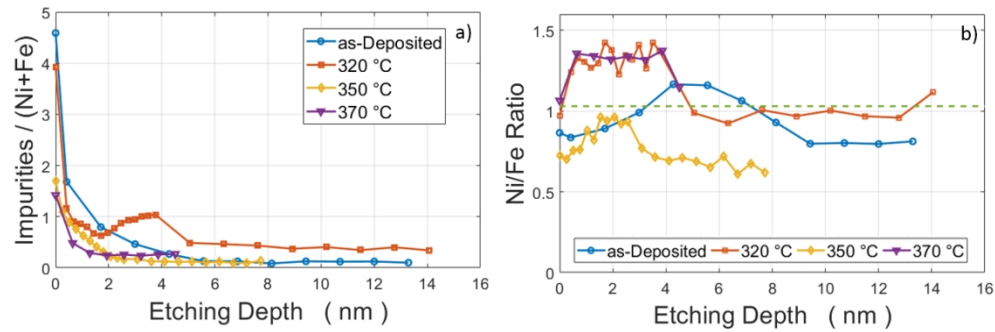 a)
Impurities / (Ni+Fe)
5
4
3
2
1
0
as-Deposited
320 °C
350 °C
370 °C
0 2 4 6 8 10 12 14 16
Etching Depth ( nm )
b)
Ni/Fe Ratio
1.5
1
0.5
0
as-Deposited 320 °C 350 °C 370 °C
0 2 4 6 8 10 12 14 16
Etching Depth ( nm )